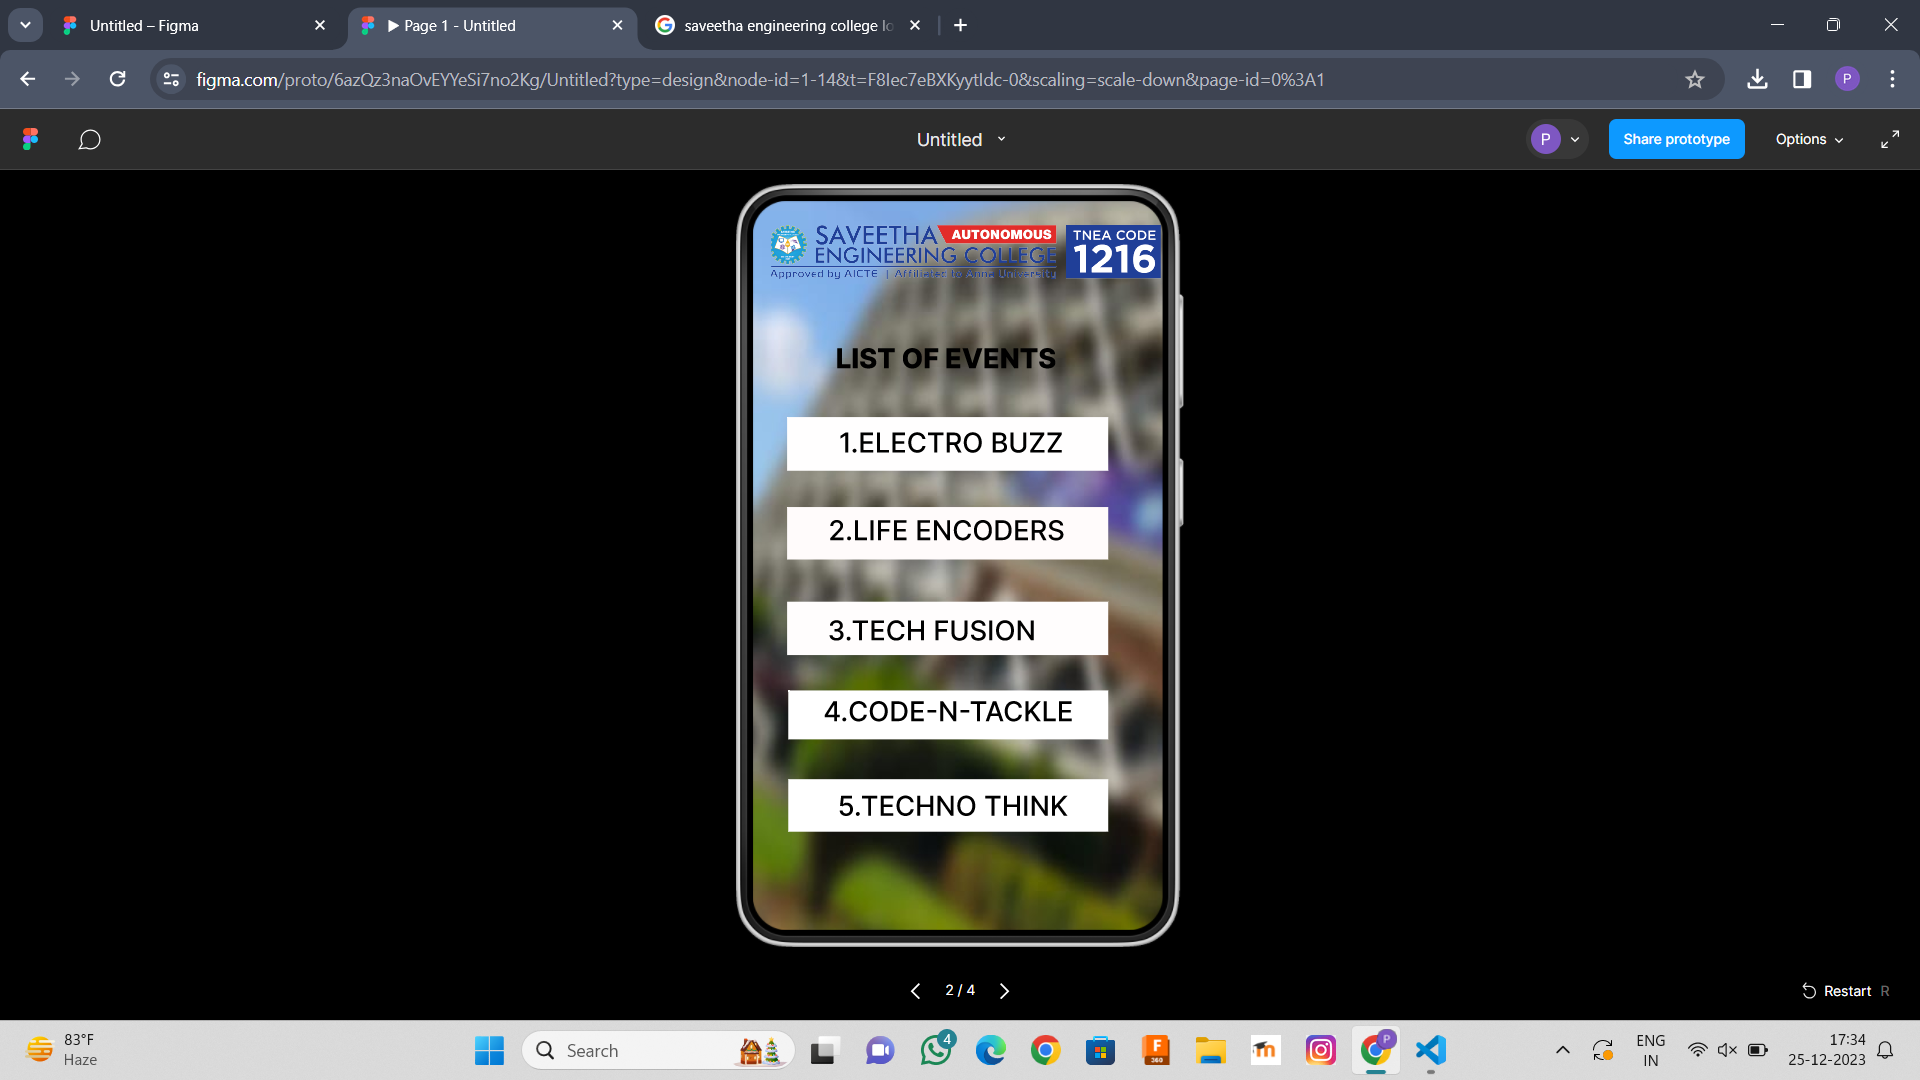 Untitled – Figma
▶ Page 1 - Untitled
saveetha engineering college lo
figma.com/proto/6azQz3naOvEYYeSi7no2Kg/Untitled?type=design&node-id=1-14&t=F8Iec7eBXKyytIdc-0&scaling=scale-down&page-id=0%3A1
P
Untitled
P
Share prototype
Options
SAVEETHA AUTONOMOUS
ENGINEERING COLLEGE
Approved by AICTE | Affiliated to Anna University
TNEA CODE
1216
LIST OF EVENTS
1.ELECTRO BUZZ
2.LIFE ENCODERS
3.TECH FUSION
4.CODE-N-TACKLE
5.TECHNO THINK
2 / 4
Restart R
83°F
Haze
Search
4
F
360
P
ENG
IN
17:34
25-12-2023